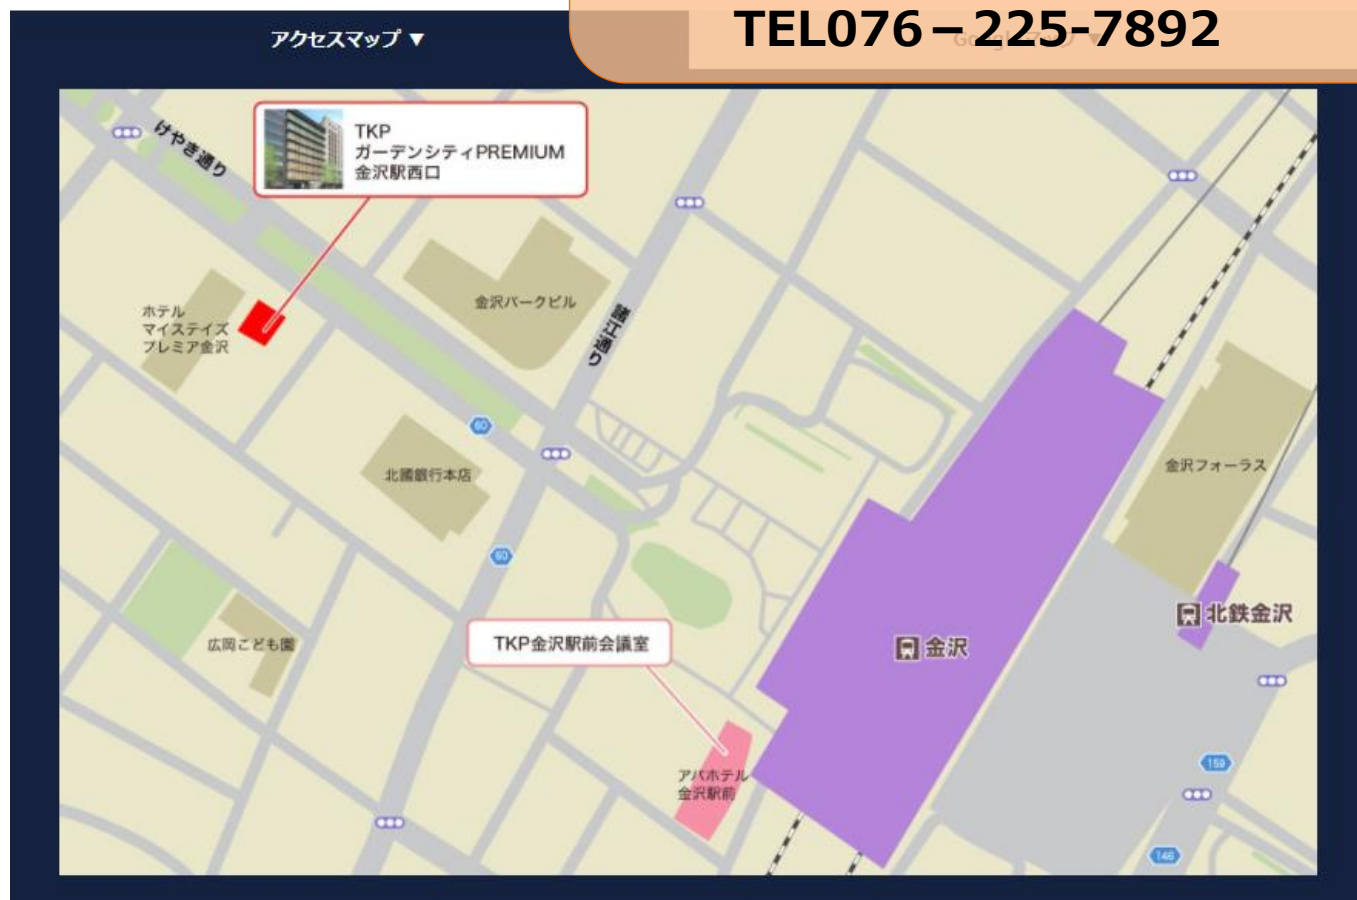 アクセスマップ ▼
TEL076－225-7892
TKP
ガーデンシティPREMIUM
金沢駅西口
けやき通り
ホテル
マイステイズ
プレミア金沢
金沢パークビル
諸江通り
60
北國銀行本店
金沢フォーラス
60
北鉄金沢
広岡こども園
TKP金沢駅前会議室
金沢
アパホテル
金沢駅前
159
146